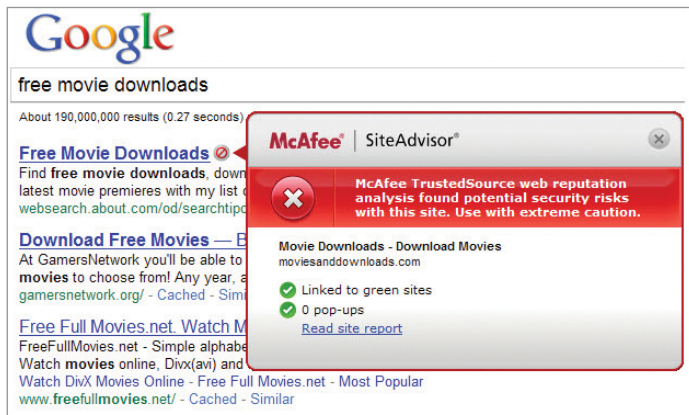 Google
free movie downloads
About 190,000,000 results (0.27 seconds)
Free Movie Downloads
Find free movie downloads, down
latest movie premieres with my list
websearch.about.com/od/searchtipc
Download Free Movies — B
At GamersNetwork you'll be able to
movies to choose from! Any year, a
gamersnetwork.org/ - Cached - Simi
Free Full Movies.net. Watch M
FreeFullMovies.net - Simple alphabe
Watch movies online, Divx(avi) and
Watch DivX Movies Online - Free Full Movies.net - Most Popular
www.freefullmovies.net/ - Cached - Similar
McAfee® | SiteAdvisor®
McAfee TrustedSource web reputation
analysis found potential security risks
with this site. Use with extreme caution.
Movie Downloads - Download Movies
moviesanddownloads.com
Linked to green sites
0 pop-ups
Read site report